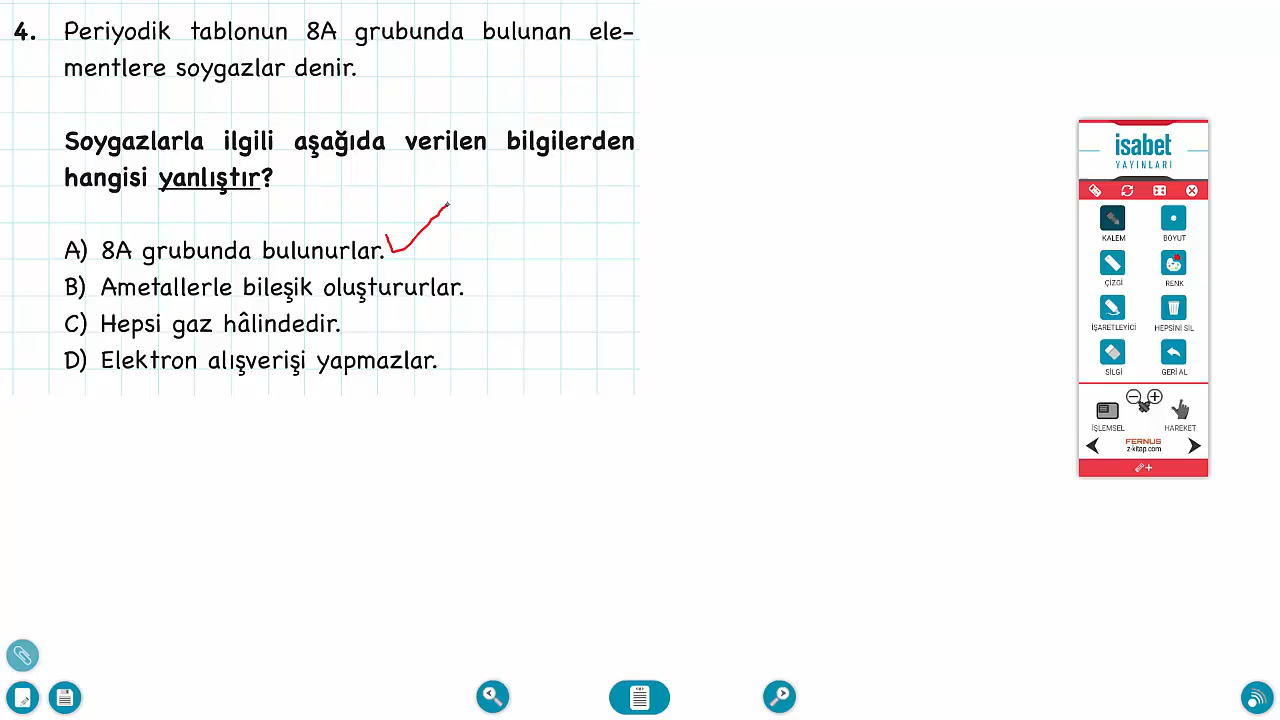 4. Periyodik tablonun 8A grubunda bulunan ele-
mentlere soygazlar denir.
Soygazlarla ilgili aşağıda verilen bilgilerden
hangisi yanlıştır?
A) 8A grubunda bulunurlar.
B) Ametallerle bileşik oluştururlar.
C) Hepsi gaz hâlindedir.
D) Elektron alışverişi yapmazlar.
isabet
YAYINLARI
KALEM BOYUT
ÇİZGİ RENK
İŞARETLEYİCİ HEPSİNİ SİL
SİLGİ GERİ AL
İŞLEMSEL HAREKET
FERNUS
z-kitap.com